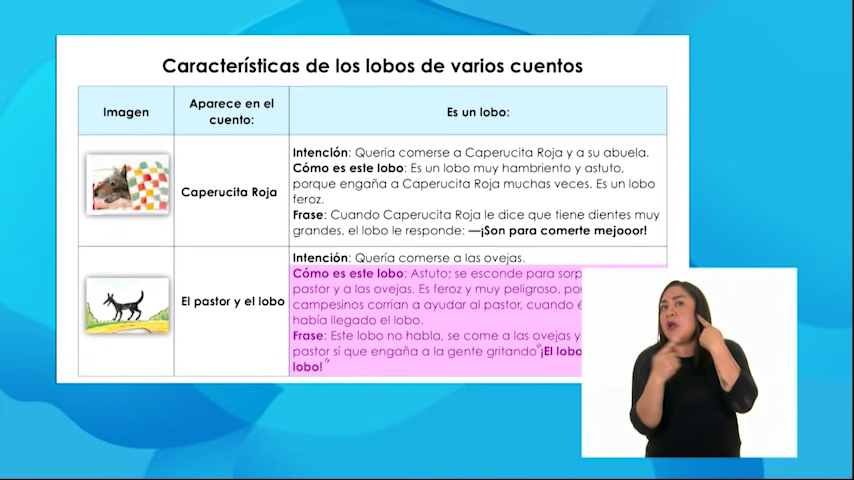 Características de los lobos de varios cuentos
Imagen
Aparece en el
cuento:
Es un lobo:
Caperucita Roja
Intención: Quería comerse a Caperucita Roja y a su abuela.
Cómo es este lobo: Es un lobo muy hambriento y astuto,
porque engaña a Caperucita Roja muchas veces. Es un lobo
feroz.
Frase: Cuando Caperucita Roja le dice que tiene dientes muy
grandes, el lobo le responde: —¡Son para comerte mejooor!
El pastor y el lobo
Intención: Quería comerse a las ovejas.
Cómo es este lobo: Astuto; se esconde para
pastor y a las ovejas. Es feroz y muy peligroso,
campesinos corrían a ayudar al pastor, cuando
había llegado el lobo.
Frase: Este lobo no habla, se come a las ovejas y
pastor sí que engaña a la gente gritando "¡El lobo
lobo!"